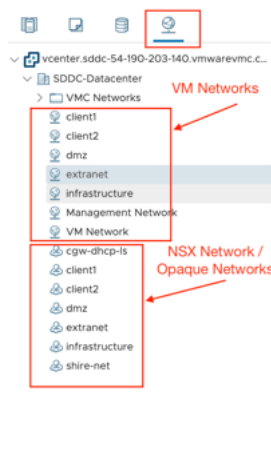 vcenter.sddc-54-190-203-140.vmwarevmc.c...
SDDC-Datacenter
VM Networks
VMC Networks
client1
client2
dmz
extranet
infrastructure
Management Network
VM Network
NSX Network /
Opaque Networks
cgw-dhcp-ls
client1
client2
dmz
extranet
infrastructure
shire-net